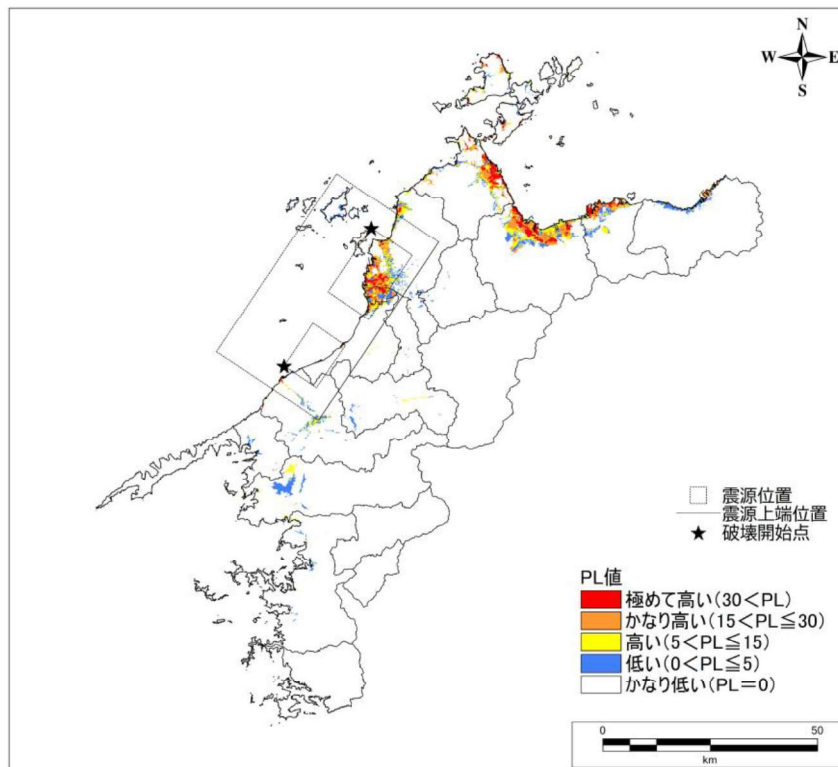 N
W E
S
震源位置
震源上端位置
破壊開始点
PL値
極めて高い(30<PL)
かなり高い(15<PL≦30)
高い(5<PL≦15)
低い(0<PL≦5)
かなり低い(PL=0)
0 50
km